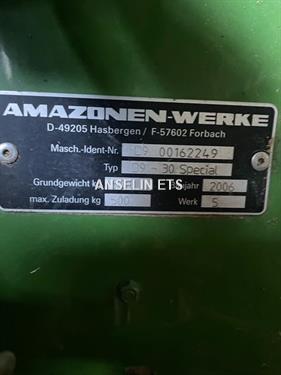 AMAZONEN-WERKE
D-49205 Hasbergen / F-57602 Forbach
Masch.-Ident-Nr. D9 00162249
Typ D9 - 30 Special
Grundgewicht kg 2006
max. Zuladung kg 500 Werk 5
ANSELIN ETS